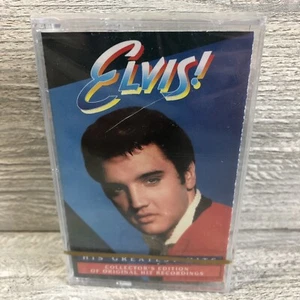 ELVIS!
HIS GREATEST HITS
COLLECTOR'S EDITION
OF ORIGINAL HIT RECORDINGS